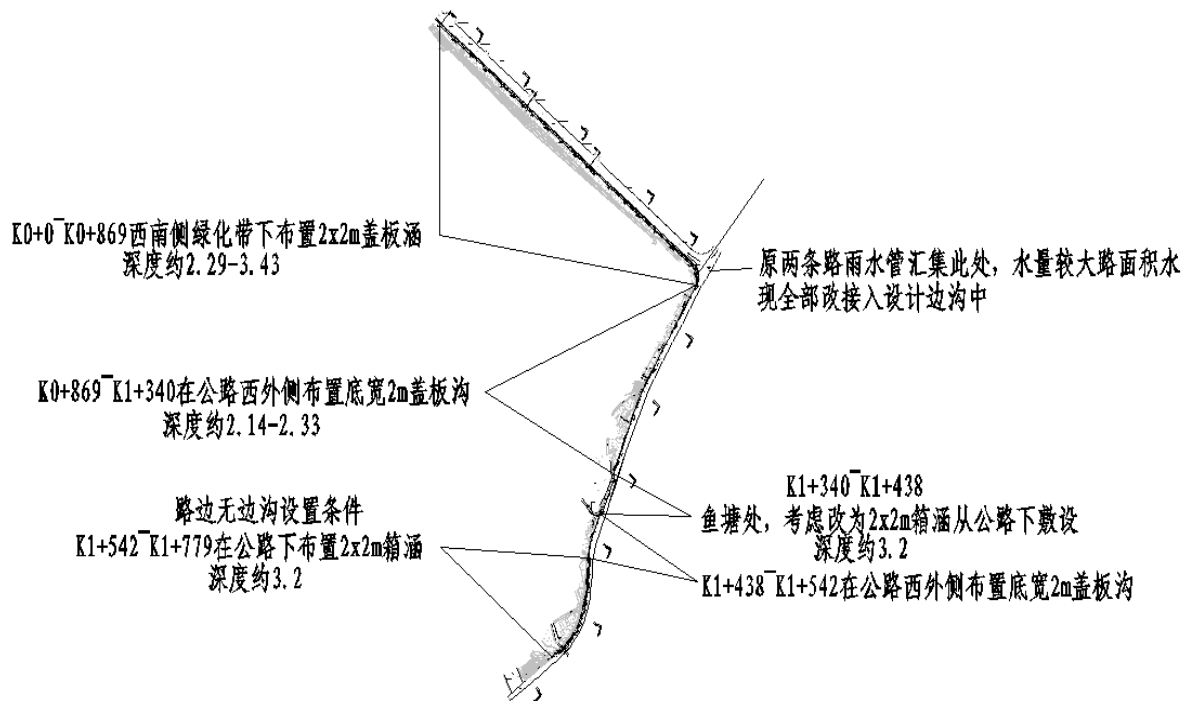 K0+0~K0+869西南侧绿化带下布置2x2m盖板涵
深度约2.29-3.43
原两条路雨水管汇集此处，水量较大路面积水
现全部改接入设计边沟中
K0+869~K1+340在公路西外侧布置底宽2m盖板沟
深度约2.14-2.33
K1+340~K1+438
鱼塘处，考虑改为2x2m箱涵从公路下敷设
深度约3.2
路边无边沟设置条件
K1+542~K1+779在公路下布置2x2m箱涵
深度约3.2
K1+438~K1+542在公路西外侧布置底宽2m盖板沟